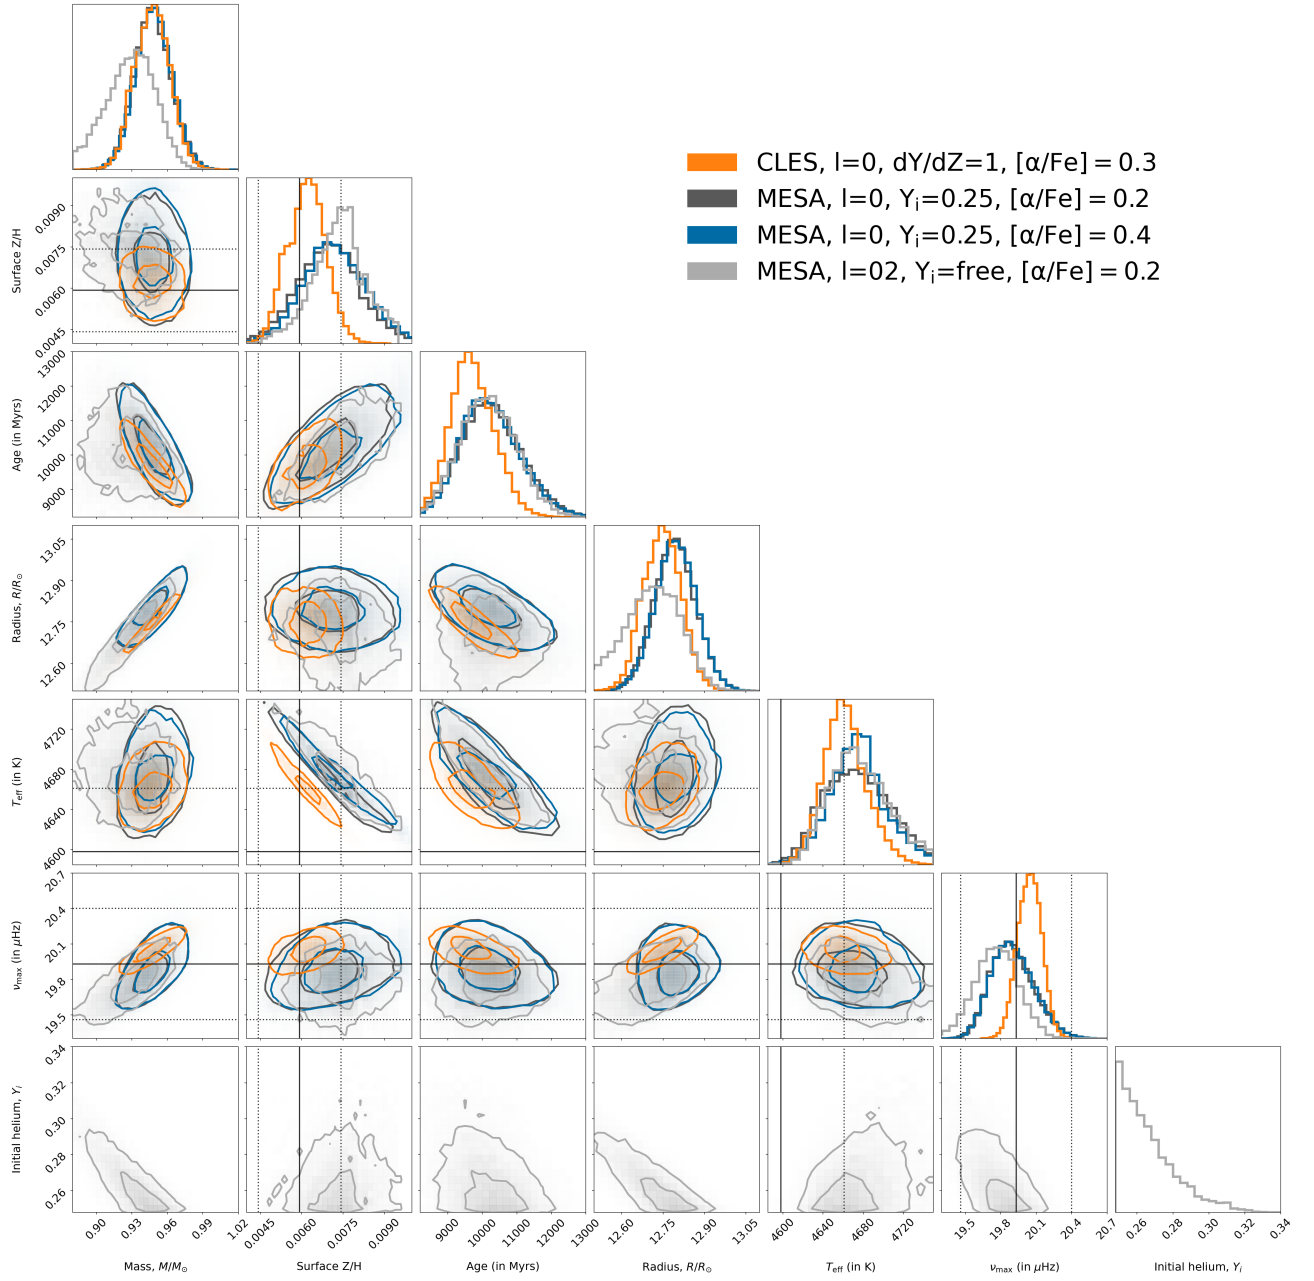 CLES, l=0, dY/dZ=1, [α/Fe] = 0.3
MESA, l=0, Yi=0.25, [α/Fe] = 0.2
MESA, l=0, Yi=0.25, [α/Fe] = 0.4
MESA, l=02, Yi=free, [α/Fe] = 0.2
Surface Z/H
0.0090
0.0075
0.0060
0.0045
Age (in Myrs)
13000
12000
11000
10000
9000
Radius, R/R⊙
13.05
12.90
12.75
12.60
Teff (in K)
4720
4680
4640
4600
νmax (in μHz)
20.7
20.4
20.1
19.8
19.5
Initial helium, Yi
0.34
0.32
0.30
0.28
0.26
0.90 0.93 0.96 0.99 1.02
0.0045 0.0060 0.0075 0.0090
9000 10000 11000 12000 13000
12.60 12.75 12.90 13.05
4600 4640 4680 4720
19.5 19.8 20.1 20.4 20.7
0.26 0.28 0.30 0.32 0.34
Mass, M/M⊙
Surface Z/H
Age (in Myrs)
Radius, R/R⊙
Teff (in K)
νmax (in μHz)
Initial helium, Yi